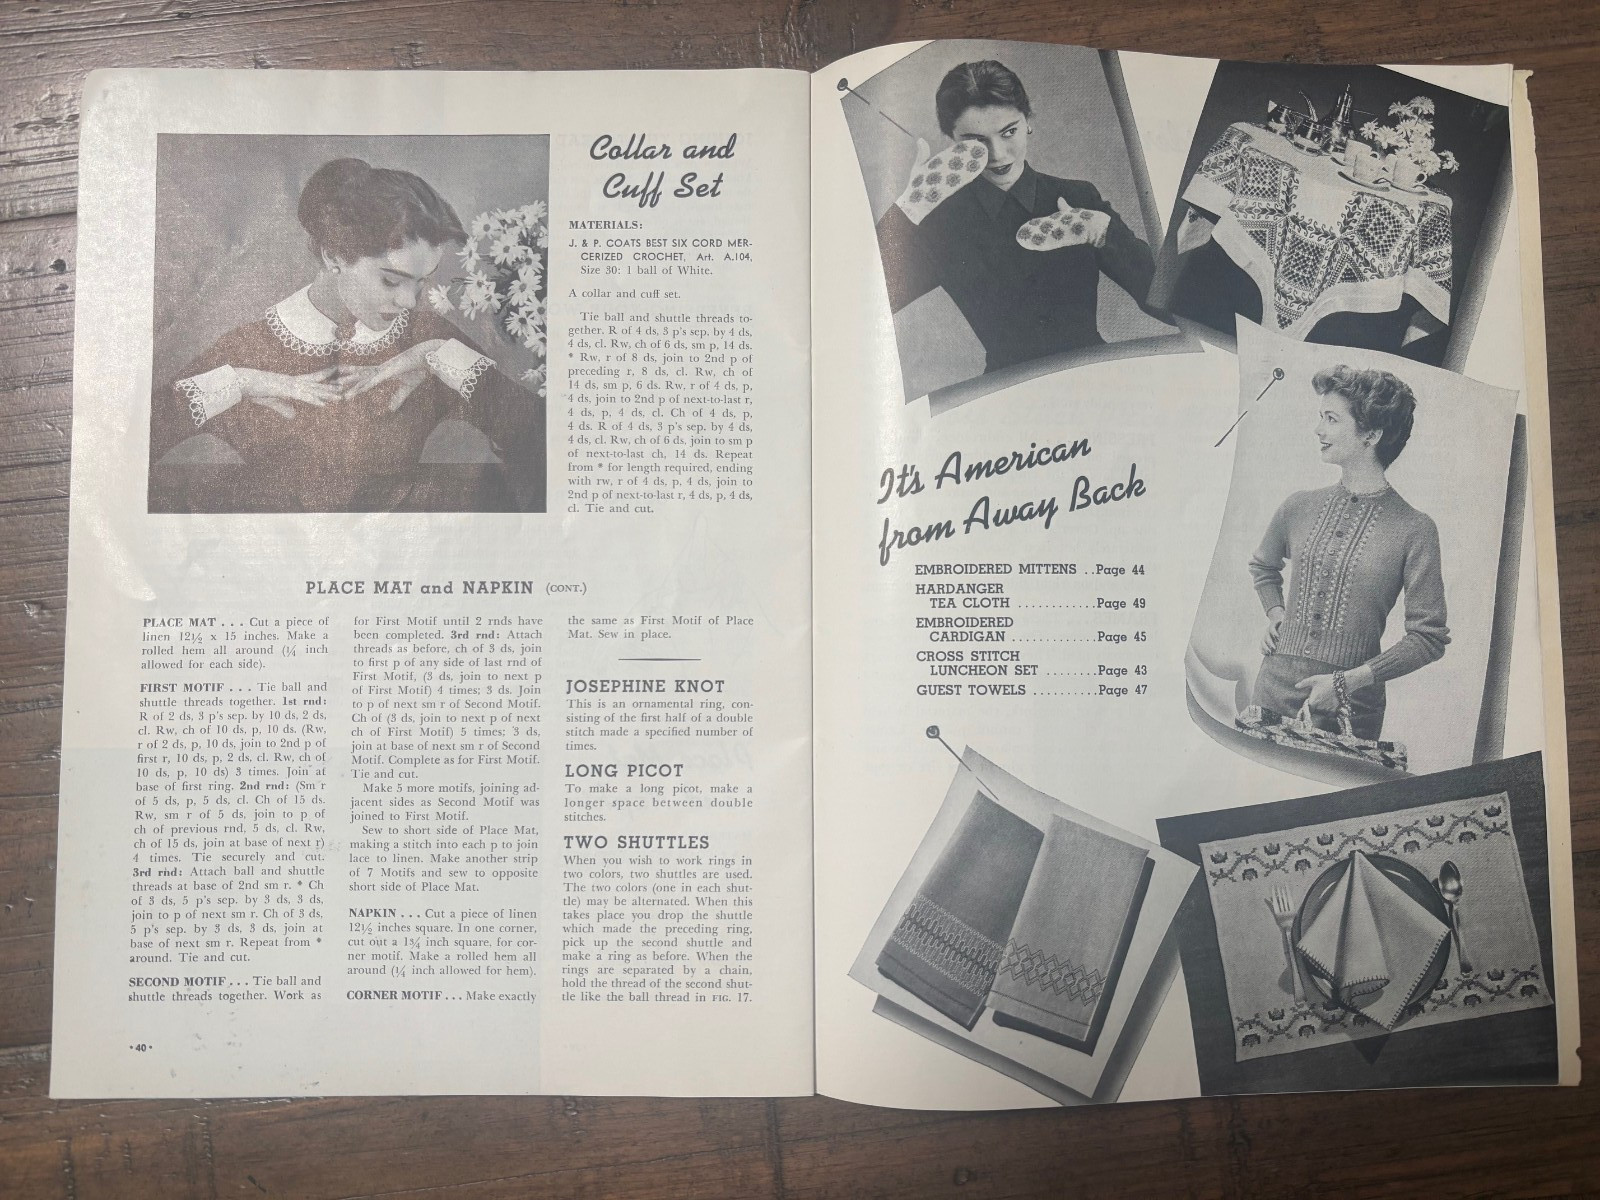 Collar and
Cuff Set
MATERIALS:
J. & P. COATS BEST SIX CORD MER-
CERIZED CROCHET, Art. A.104,
Size 30: 1 ball of White.
A collar and cuff set.
Tie ball and shuttle threads to-
gether. R of 4 ds, 3 p's sep. by 4 ds,
4 ds, cl. Rw, ch of 6 ds, sm p, 14 ds.
* Rw, r of 8 ds, join to 2nd p of
preceding r, 8 ds, cl. Rw, ch of
14 ds, sm p, 6 ds. Rw, r of 4 ds, p,
4 ds, join to 2nd p of next-to-last r,
4 ds, p, 4 ds, cl. Ch of 4 ds, p,
4 ds. R of 4 ds, 3 p's sep. by 4 ds,
4 ds, cl. Rw, ch of 6 ds, join to sm p
of next-to-last ch, 14 ds. Repeat
from * for length required, ending
with rw, r of 4 ds, p, 4 ds, join to
2nd p of next-to-last r, 4 ds, p, 4 ds,
cl. Tie and cut.
PLACE MAT and NAPKIN (CONT.)
PLACE MAT . . . Cut a piece of
linen 12½ x 15 inches. Make a
rolled hem all around (¼ inch
allowed for each side).
FIRST MOTIF . . . Tie ball and
shuttle threads together. 1st rnd:
R of 2 ds, 3 p's sep. by 10 ds, 2 ds,
cl. Rw, ch of 10 ds, p, 10 ds. (Rw,
r of 2 ds, p, 10 ds, join to 2nd p of
first r, 10 ds, p, 2 ds, cl. Rw, ch of
10 ds, p, 10 ds) 3 times. Join at
base of first ring. 2nd rnd: (Sm r
of 5 ds, p, 5 ds, cl. Ch of 15 ds.
Rw, sm r of 5 ds, join to p of
ch of previous rnd, 5 ds, cl. Rw,
ch of 15 ds, join at base of next r)
4 times. Tie securely and cut.
3rd rnd: Attach ball and shuttle
threads at base of 2nd sm r. * Ch
of 3 ds, 5 p's sep. by 3 ds, 3 ds,
join to p of next sm r. Ch of 3 ds,
5 p's sep. by 3 ds, 3 ds, join at
base of next sm r. Repeat from *
around. Tie and cut.
SECOND MOTIF . . . Tie ball and
shuttle threads together. Work as
for First Motif until 2 rnds have
been completed. 3rd rnd: Attach
threads as before, ch of 3 ds, join
to first p of any side of last rnd of
First Motif, (3 ds, join to next p
of First Motif) 4 times; 3 ds. Join
to p of next sm r of Second Motif.
Ch of (3 ds, join to next p of next
ch of First Motif) 5 times; 3 ds,
join at base of next sm r of Second
Motif. Complete as for First Motif.
Tie and cut.
Make 5 more motifs, joining ad-
jacent sides as Second Motif was
joined to First Motif.
Sew to short side of Place Mat,
making a stitch into each p to join
lace to linen. Make another strip
of 7 Motifs and sew to opposite
short side of Place Mat.
NAPKIN . . . Cut a piece of linen
12½ inches square. In one corner,
cut out a 1¾ inch square, for cor-
ner motif. Make a rolled hem all
around (¼ inch allowed for hem).
CORNER MOTIF . . . Make exactly
the same as First Motif of Place
Mat. Sew in place.
JOSEPHINE KNOT
This is an ornamental ring, con-
sisting of the first half of a double
stitch made a specified number of
times.
LONG PICOT
To make a long picot, make a
longer space between double
stitches.
TWO SHUTTLES
When you wish to work rings in
two colors, two shuttles are used.
The two colors (one in each shut-
tle) may be alternated. When this
takes place you drop the shuttle
which made the preceding ring,
pick up the second shuttle and
make a ring as before. When the
rings are separated by a chain,
hold the thread of the second shut-
tle like the ball thread in FIG. 17.
• 40 •
It's American
from Away Back
EMBROIDERED MITTENS . . Page 44
HARDANGER
TEA CLOTH . . . . . . . . . . . . Page 49
EMBROIDERED
CARDIGAN . . . . . . . . . . . . Page 45
CROSS STITCH
LUNCHEON SET . . . . . . . . Page 43
GUEST TOWELS . . . . . . . . . . Page 47